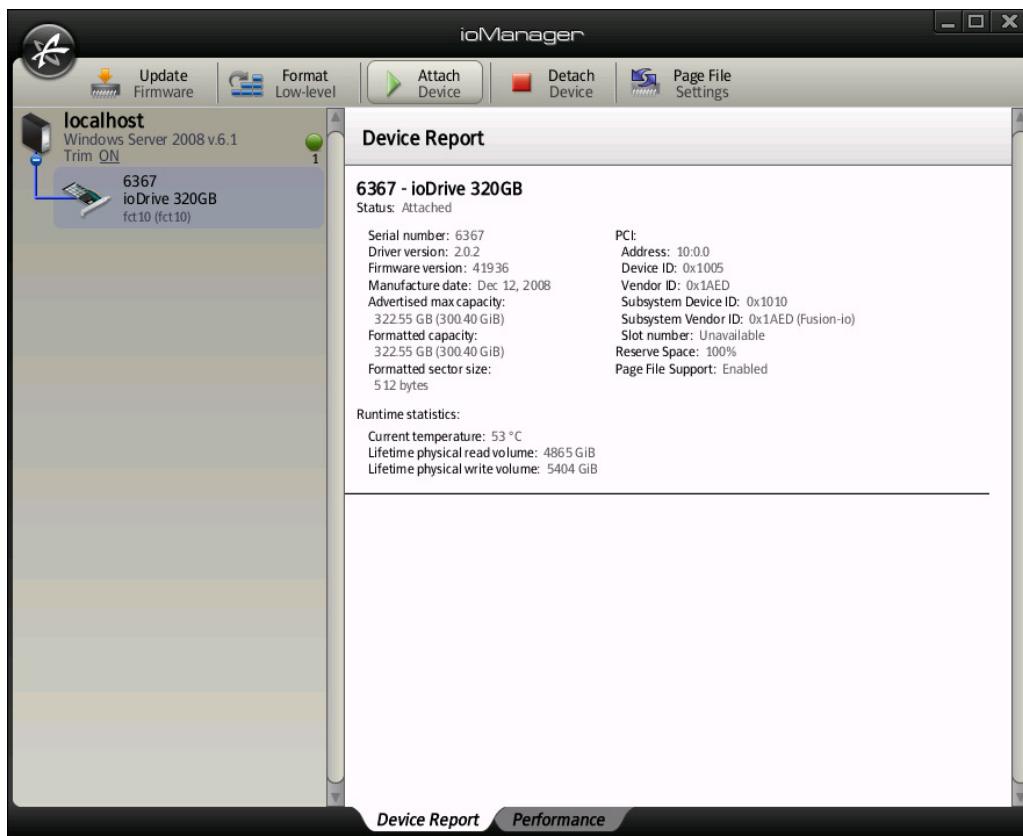 ioManager
Update
Firmware
Format
Low-level
Attach
Device
Detach
Device
Page File
Settings
localhost
Windows Server 2008 v.6.1
Trim ON
1
6367
ioDrive 320GB
fct10 (fct10)
Device Report
6367 - ioDrive 320GB
Status: Attached
Serial number: 6367
Driver version: 2.0.2
Firmware version: 41936
Manufacture date: Dec 12, 2008
Advertised max capacity:
322.55 GB (300.40 GiB)
Formatted capacity:
322.55 GB (300.40 GiB)
Formatted sector size:
512 bytes
PCI:
Address: 10:0.0
Device ID: 0x1005
Vendor ID: 0x1AED
Subsystem Device ID: 0x1010
Subsystem Vendor ID: 0x1AED (Fusion-io)
Slot number: Unavailable
Reserve Space: 100%
Page File Support: Enabled
Runtime statistics:
Current temperature: 53 °C
Lifetime physical read volume: 4865 GiB
Lifetime physical write volume: 5404 GiB
Device Report
Performance